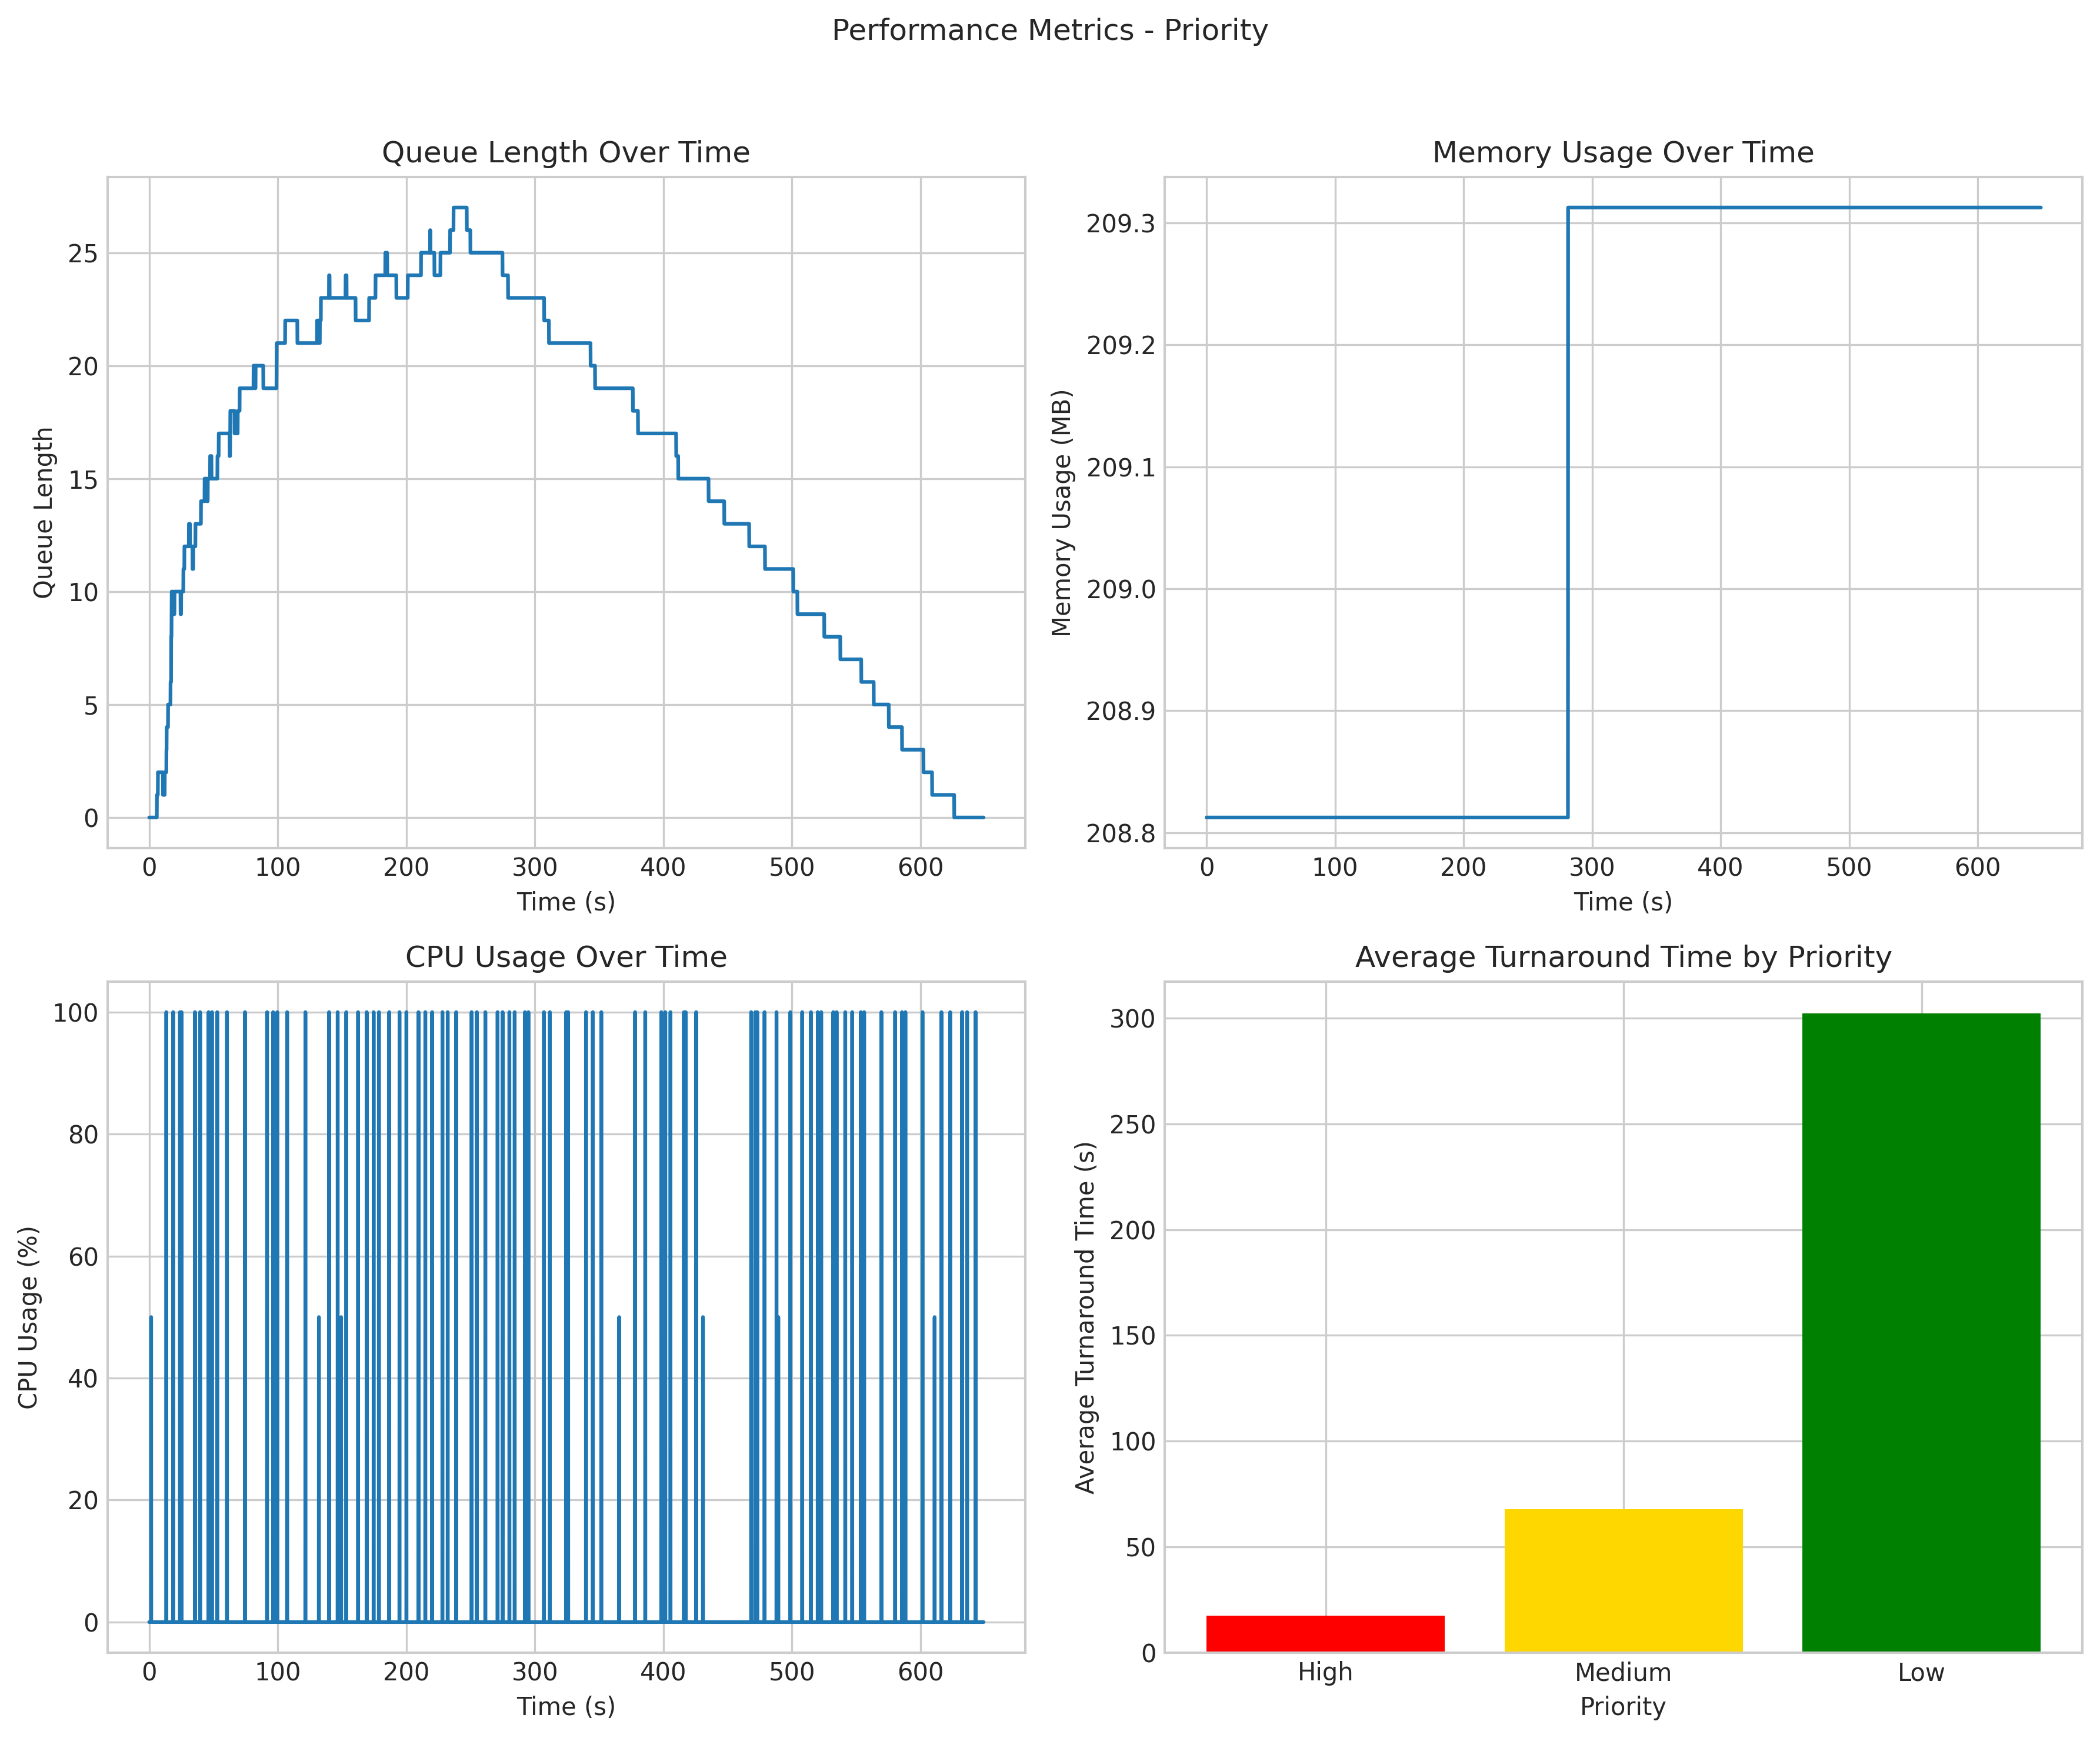 Performance Metrics - Priority
Queue Length Over Time
Queue Length
25
20
15
10
5
0
0 100 200 300 400 500 600
Time (s)
Memory Usage Over Time
Memory Usage (MB)
209.3
209.2
209.1
209.0
208.9
208.8
0 100 200 300 400 500 600
Time (s)
CPU Usage Over Time
CPU Usage (%)
100
80
60
40
20
0
0 100 200 300 400 500 600
Time (s)
Average Turnaround Time by Priority
Average Turnaround Time (s)
300
250
200
150
100
50
0
High Medium Low
Priority